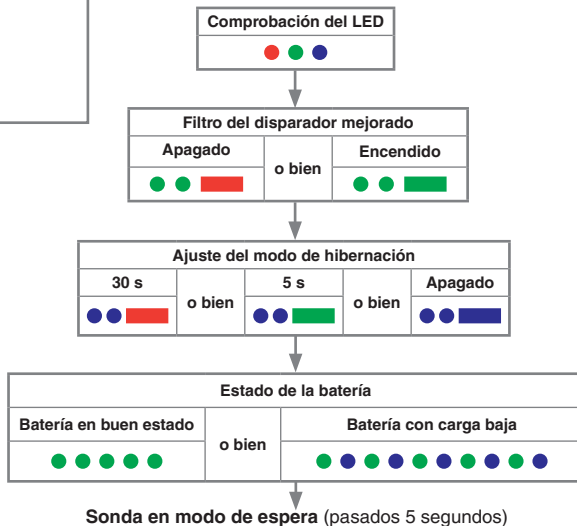 Comprobación del LED
Filtro del disparador mejorado
Apagado
o bien
Encendido
Ajuste del modo de hibernación
30 s
o bien
5 s
o bien
Apagado
Estado de la batería
Batería en buen estado
o bien
Batería con carga baja
Sonda en modo de espera (pasados 5 segundos)